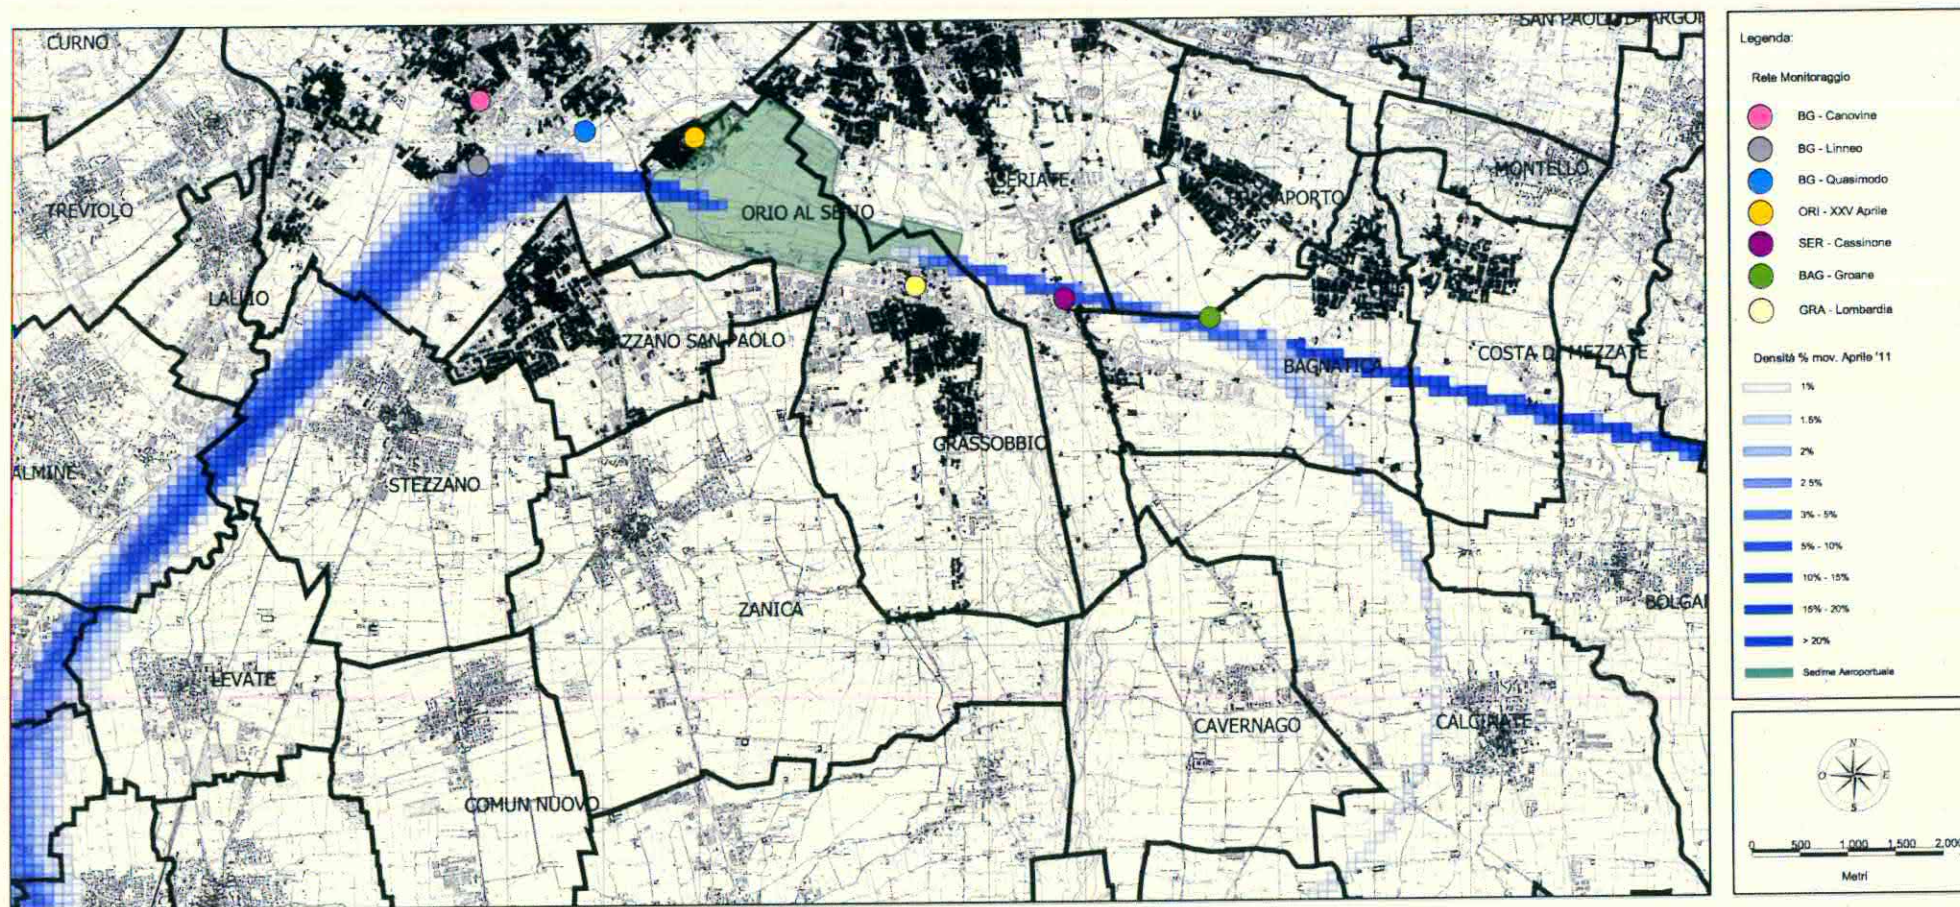 CURNO
TREVIOLO
LALLIO
STEZZANO
LEVATE
COMUN NUOVO
ZANICA
ORIO AL SERIO
SERIATE
GRASSOBBIO
MONTELLO
BAGNATICA
COSTA DI MEZZATE
CAVERNAGO
CALCINATE
Legenda:
Rete Monitoraggio
BG - Canovine
BG - Linneo
BG - Quasimodo
ORI - XXV Aprile
SER - Cassinone
BAG - Groane
GRA - Lombardia
Densità % mov. Aprile '11
1%
1.5%
2%
2.5%
3% - 5%
5% - 10%
10% - 15%
15% - 20%
> 20%
Sedime Aeroportuale
N
O E
S
0 500 1,000 1,500 2,000
Metri